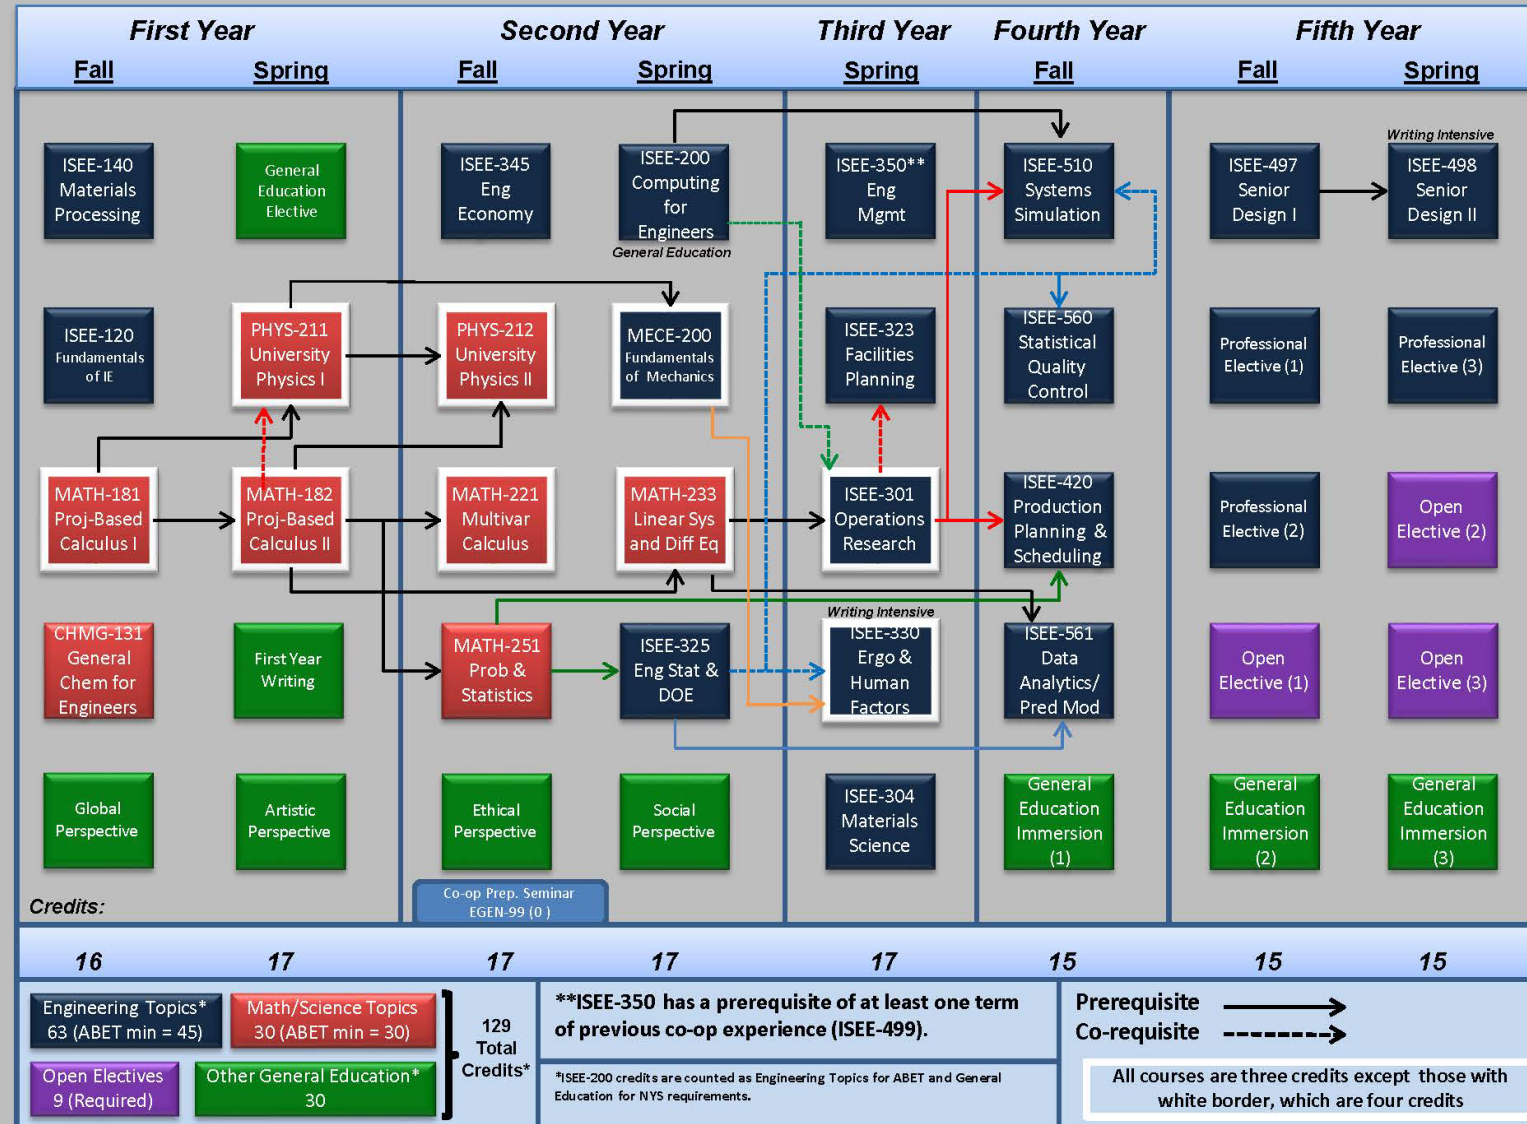 First Year
Second Year
Third Year
Fourth Year
Fifth Year
Fall
Spring
Fall
Spring
Spring
Fall
Fall
Spring
ISEE-140
Materials
Processing
General
Education
Elective
ISEE-345
Eng
Economy
ISEE-200
Computing
for
Engineers
General Education
ISEE-350**
Eng
Mgmt
ISEE-510
Systems
Simulation
ISEE-497
Senior
Design I
Writing Intensive
ISEE-498
Senior
Design II
ISEE-120
Fundamentals
of IE
PHYS-211
University
Physics I
PHYS-212
University
Physics II
MECE-200
Fundamentals
of Mechanics
ISEE-323
Facilities
Planning
ISEE-560
Statistical
Quality
Control
Professional
Elective (1)
Professional
Elective (3)
MATH-181
Proj-Based
Calculus I
MATH-182
Proj-Based
Calculus II
MATH-221
Multivar
Calculus
MATH-233
Linear Sys
and Diff Eq
ISEE-301
Operations
Research
ISEE-420
Production
Planning &
Scheduling
Professional
Elective (2)
Open
Elective (2)
CHMG-131
General
Chem for
Engineers
First Year
Writing
MATH-251
Prob &
Statistics
ISEE-325
Eng Stat &
DOE
Writing Intensive
ISEE-330
Ergo &
Human
Factors
ISEE-561
Data
Analytics/
Pred Mod
Open
Elective (1)
Open
Elective (3)
Global
Perspective
Artistic
Perspective
Ethical
Perspective
Social
Perspective
ISEE-304
Materials
Science
General
Education
Immersion
(1)
General
Education
Immersion
(2)
General
Education
Immersion
(3)
Co-op Prep. Seminar
EGEN-99 (0 )
Credits:
16
17
17
17
17
15
15
15
Engineering Topics*
63 (ABET min = 45)
Math/Science Topics
30 (ABET min = 30)
Open Electives
9 (Required)
Other General Education*
30
129
Total
Credits*
**ISEE-350 has a prerequisite of at least one term
of previous co-op experience (ISEE-499).
*ISEE-200 credits are counted as Engineering Topics for ABET and General
Education for NYS requirements.
Prerequisite
Co-requisite
All courses are three credits except those with
white border, which are four credits